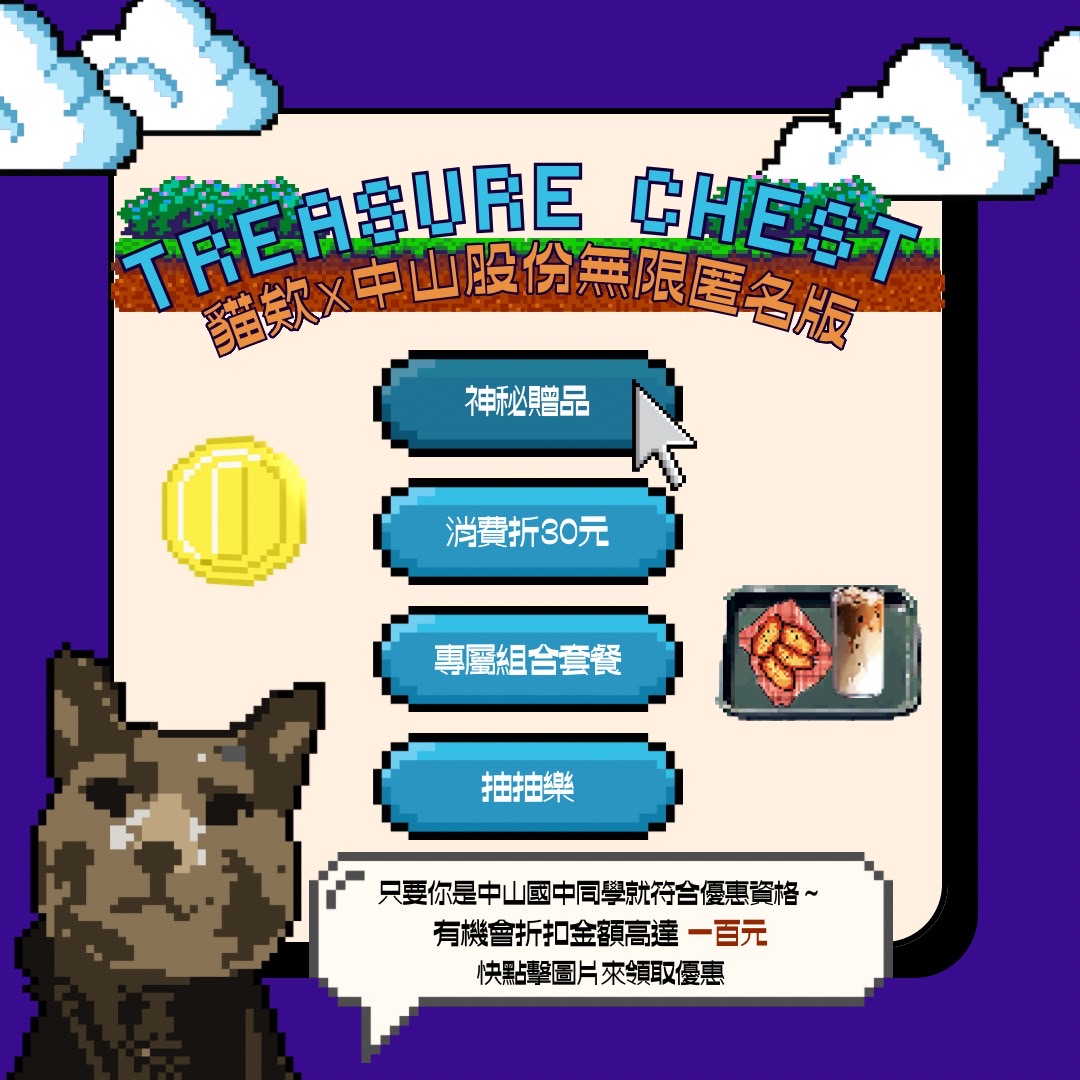 TREASURE CHEST
貓欸x中山股份無限匿名版
神秘贈品
消費折30元
專屬組合套餐
抽抽樂
只要你是中山國中同學就符合優惠資格~
有機會折扣金額高達 一百元
快點擊圖片來領取優惠